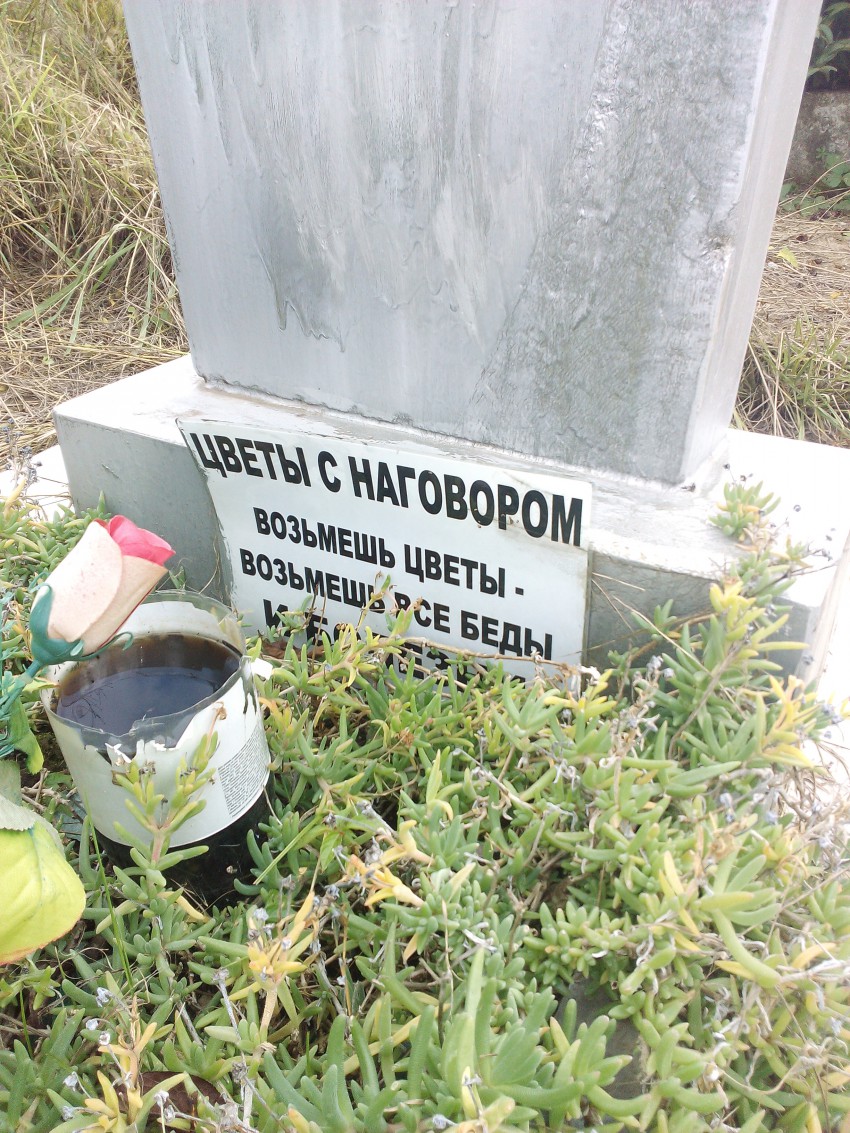 ЦВЕТЫ С НАГОВОРОМ
ВОЗЬМЕШЬ ЦВЕТЫ -
ВОЗЬМЕШЬ ВСЕ БЕДЫ
И